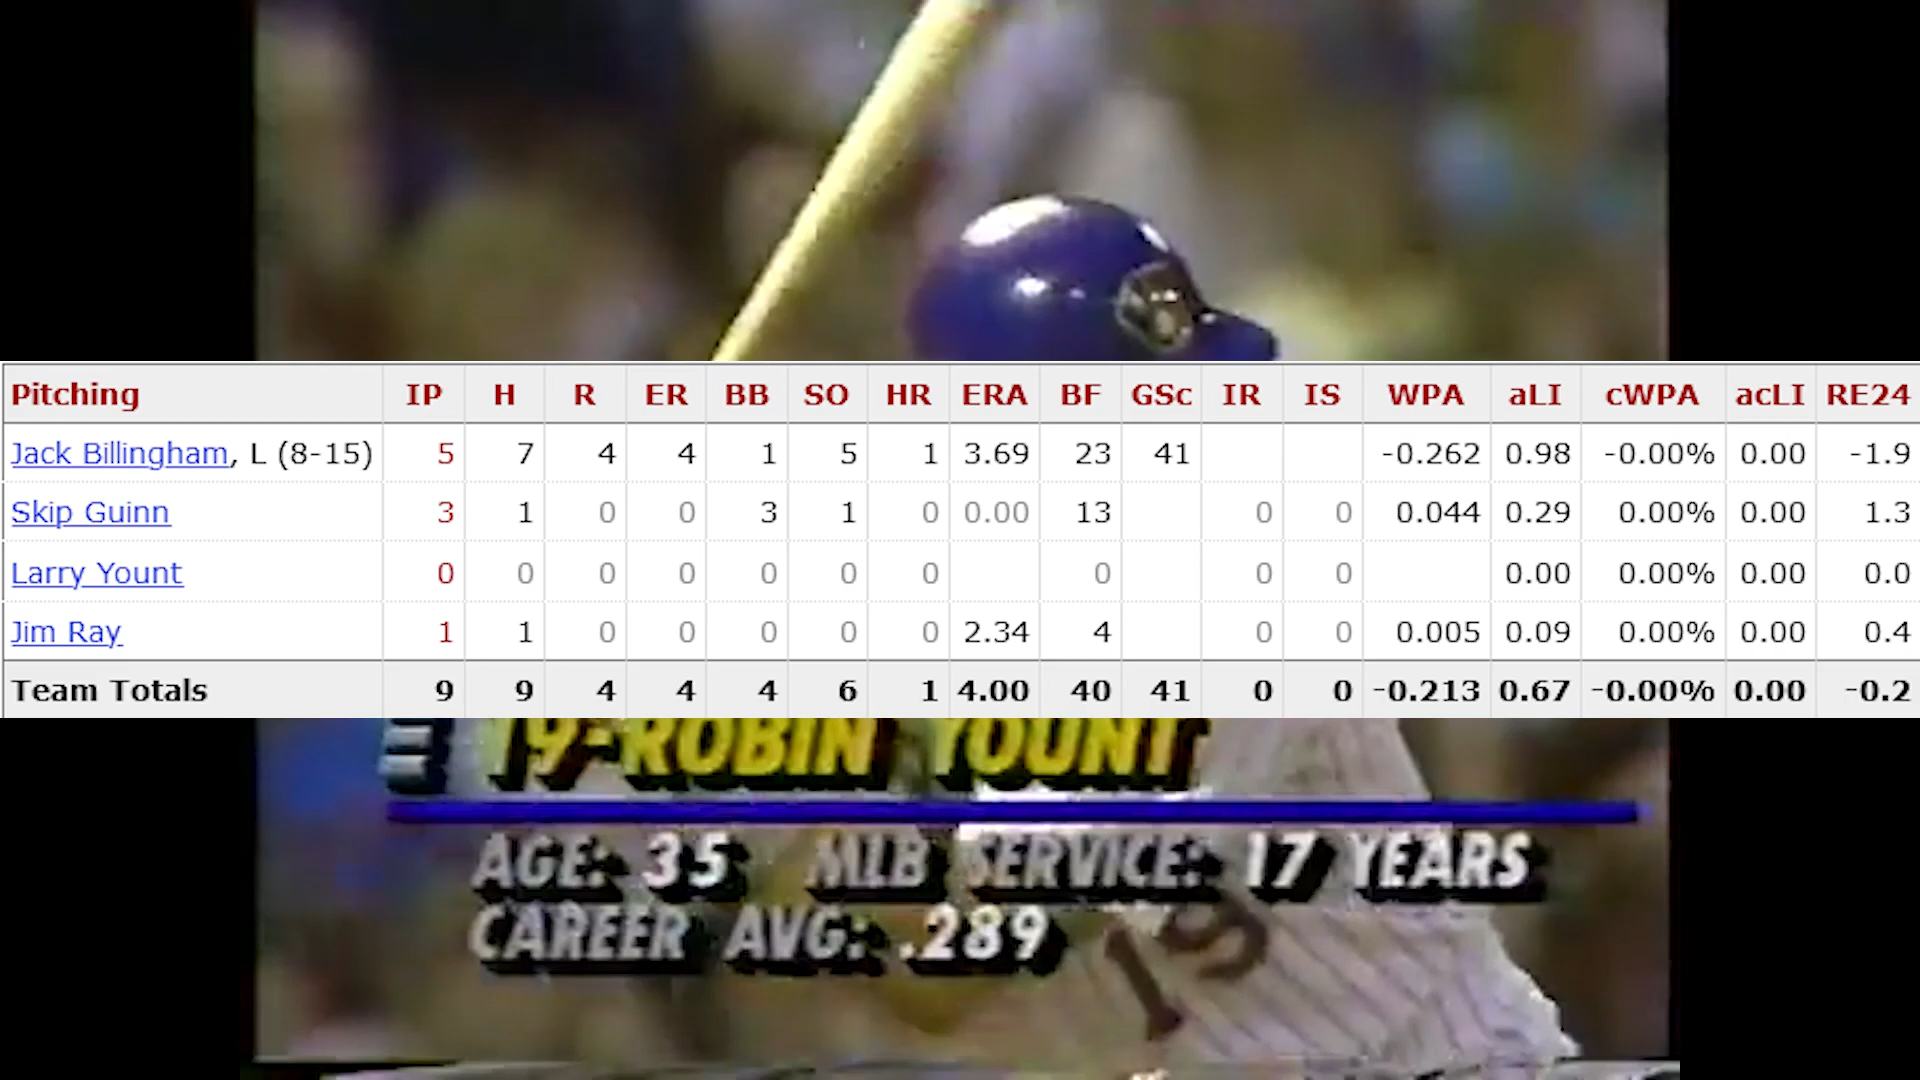 Pitching IP H R ER BB SO HR ERA BF GSc IR IS WPA aLI cWPA acLI RE24
Jack Billingham, L (8-15) 5 7 4 4 1 5 1 3.69 23 41 -0.262 0.98 -0.00% 0.00 -1.9
Skip Guinn 3 1 0 0 3 1 0 0.00 13 0 0 0.044 0.29 0.00% 0.00 1.3
Larry Yount 0 0 0 0 0 0 0 0 0 0 0.00 0.00% 0.00 0.0
Jim Ray 1 1 0 0 0 0 0 2.34 4 0 0 0.005 0.09 0.00% 0.00 0.4
Team Totals 9 9 4 4 4 6 1 4.00 40 41 0 0 -0.213 0.67 -0.00% 0.00 -0.2
19-ROBIN YOUNT
AGE: 35 MLB SERVICE: 17 YEARS
CAREER AVG: .289
19